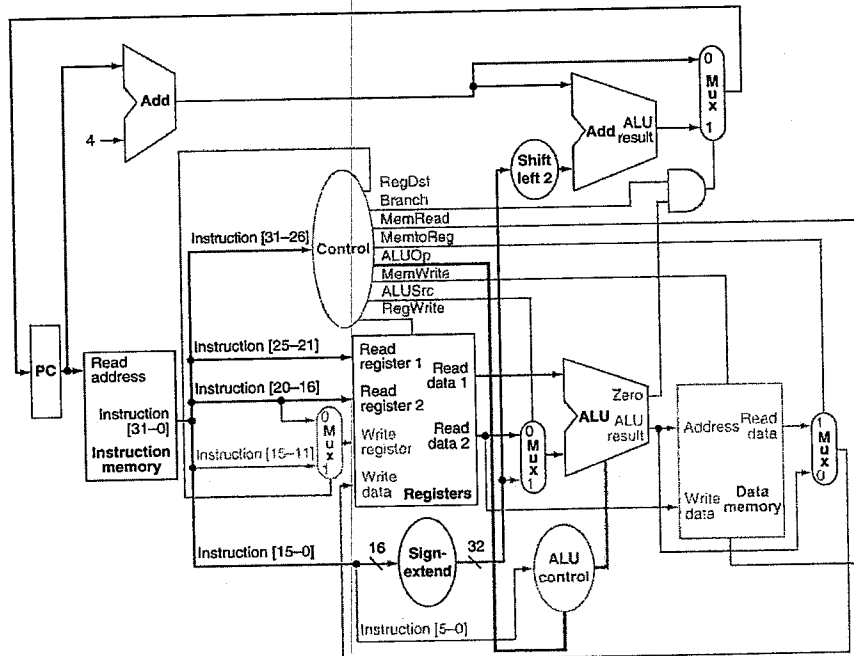 0
Mux
1
Add
4
Add ALU result
Shift left 2
RegDst
Branch
MemRead
MemtoReg
ALUOp
MemWrite
ALUSrc
RegWrite
Control
Instruction [31–26]
Instruction [25–21]
Instruction [20–16]
Instruction [15–11]
Instruction [15–0]
Instruction [5–0]
PC
Read address
Instruction [31–0]
Instruction memory
0
Mux
1
Read register 1
Read register 2
Write register
Write data
Read data 1
Read data 2
Registers
0
Mux
1
Zero
ALU
ALU result
Address
Read data
Write data
Data memory
1
Mux
0
16
Sign-extend
32
ALU control